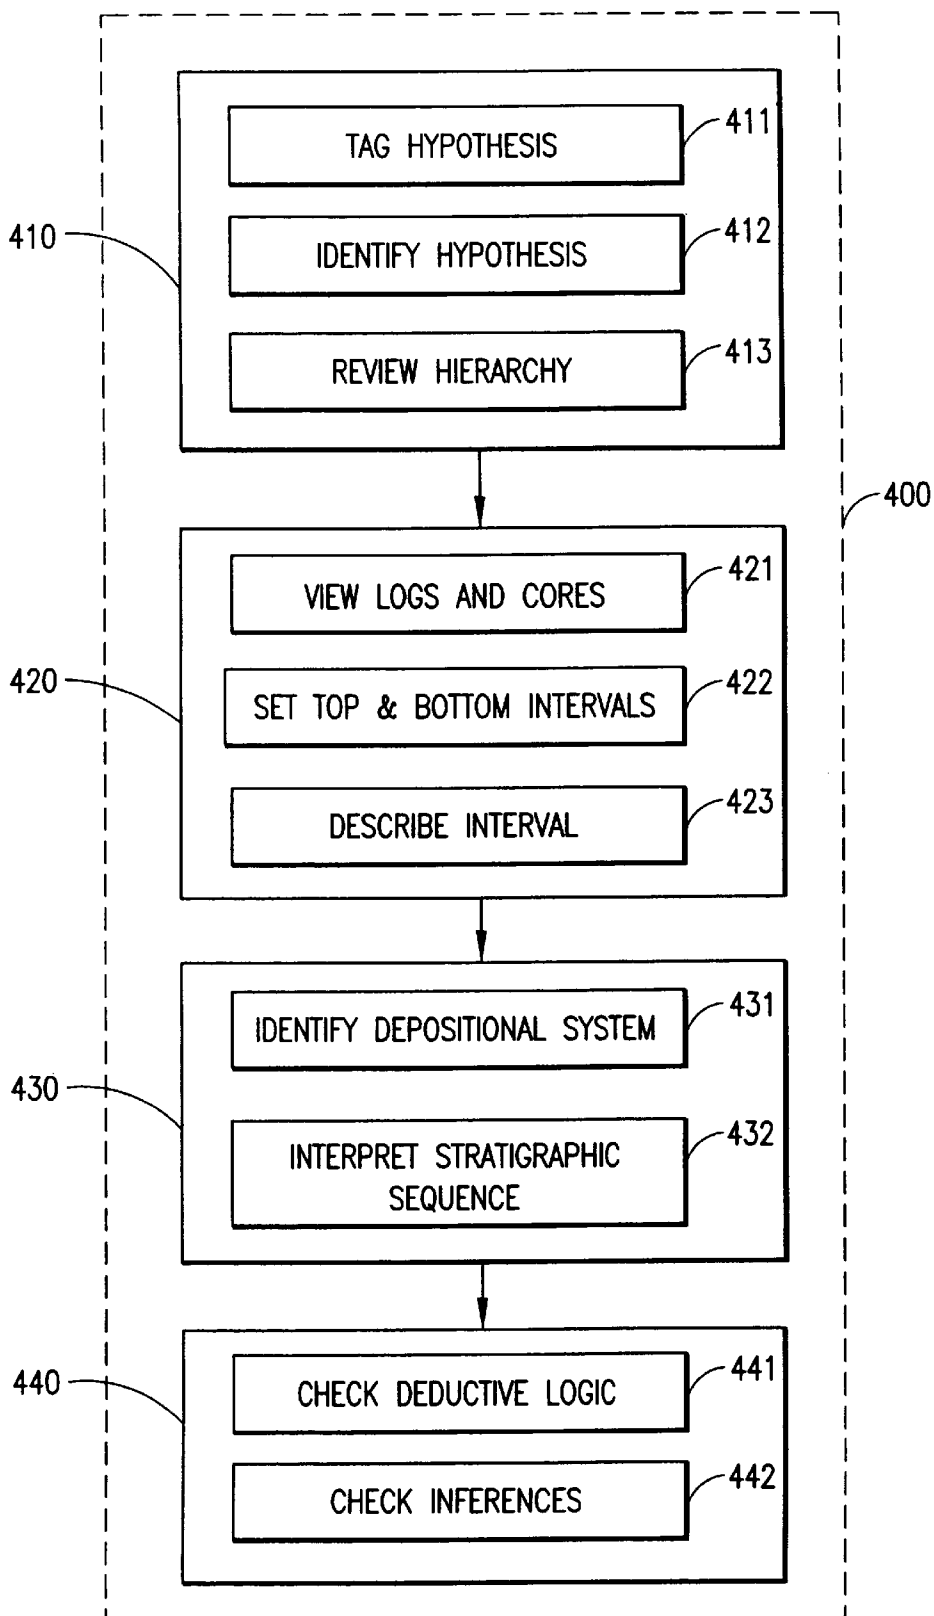 TAG HYPOTHESIS
411
IDENTIFY HYPOTHESIS
412
410
REVIEW HIERARCHY
413
400
VIEW LOGS AND CORES
421
420
SET TOP & BOTTOM INTERVALS
422
DESCRIBE INTERVAL
423
IDENTIFY DEPOSITIONAL SYSTEM
431
430
INTERPRET STRATIGRAPHIC
SEQUENCE
432
440
CHECK DEDUCTIVE LOGIC
441
CHECK INFERENCES
442